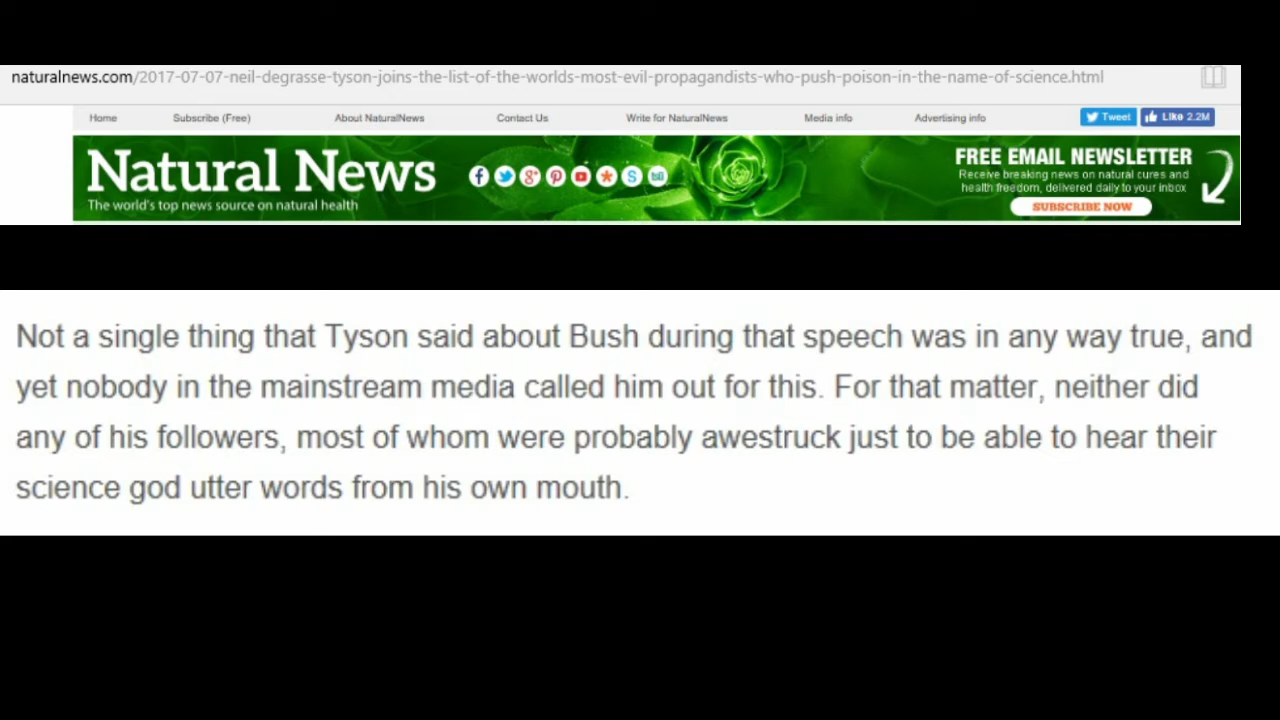 naturalnews.com/2017-07-07-neil-degrasse-tyson-joins-the-list-of-the-worlds-most-evil-propagandists-who-push-poison-in-the-name-of-science.html
Home Subscribe (Free) About NaturalNews Contact Us Write for NaturalNews Media info Advertising info Tweet Like 2.2M
Natural News
The world's top news source on natural health
FREE EMAIL NEWSLETTER
Receive breaking news on natural cures and
health freedom, delivered daily to your inbox
SUBSCRIBE NOW
Not a single thing that Tyson said about Bush during that speech was in any way true, and
yet nobody in the mainstream media called him out for this. For that matter, neither did
any of his followers, most of whom were probably awestruck just to be able to hear their
science god utter words from his own mouth.